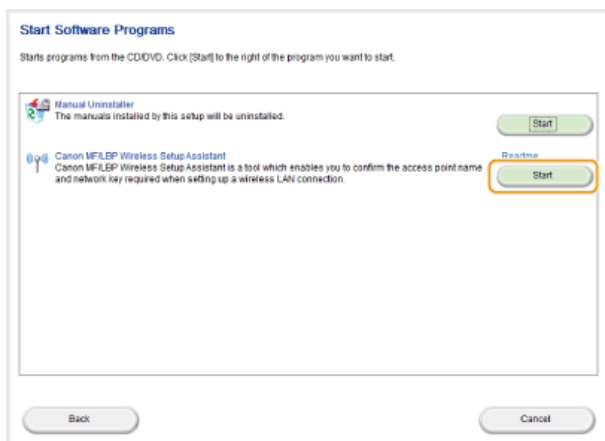 Start Software Programs
Starts programs from the CD/DVD. Click [Start] to the right of the program you want to start.
Manual Uninstaller
The manuals installed by this setup will be uninstalled.
Start
Canon MF/LBP Wireless Setup Assistant
Readme
Canon MF/LBP Wireless Setup Assistant is a tool which enables you to confirm the access point name
and network key required when setting up a wireless LAN connection.
Start
Back
Cancel